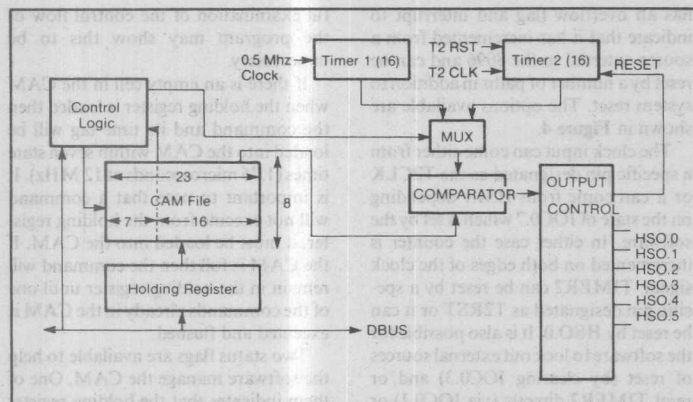 0.5 Mhz
Clock
Timer 1 (16)
T2 RST
T2 CLK
Timer 2 (16)
RESET
Control
Logic
MUX
23
CAM File
16
8
COMPARATOR
OUTPUT
CONTROL
HSO.0
HSO.1
HSO.2
HSO.3
HSO.4
HSO.5
Holding Register
DBUS